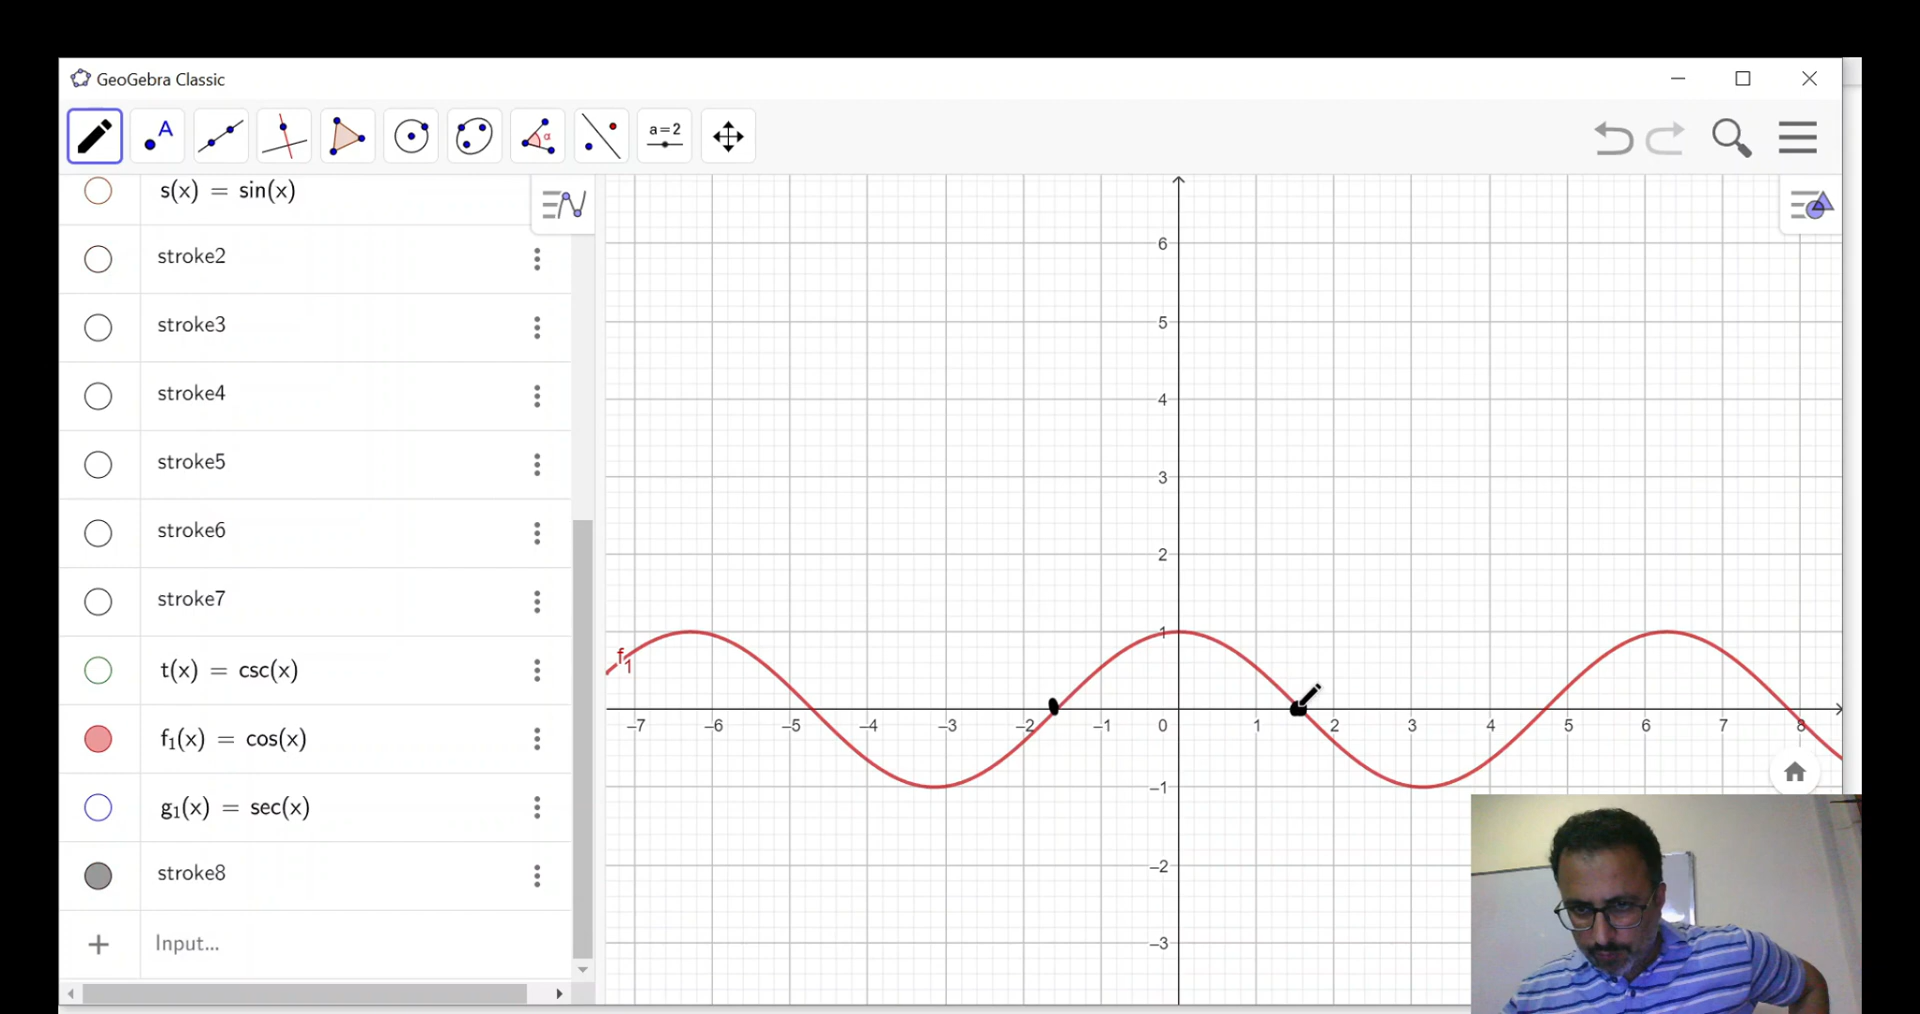 GeoGebra Classic
A
α
a = 2
s(x) = sin(x)
stroke2
stroke3
stroke4
stroke5
stroke6
stroke7
t(x) = csc(x)
f₁(x) = cos(x)
g₁(x) = sec(x)
stroke8
+ Input...
6
5
4
3
2
1
f₁
–7 –6 –5 –4 –3 –2 –1 0 1 2 3 4 5 6 7 8
–1
–2
–3